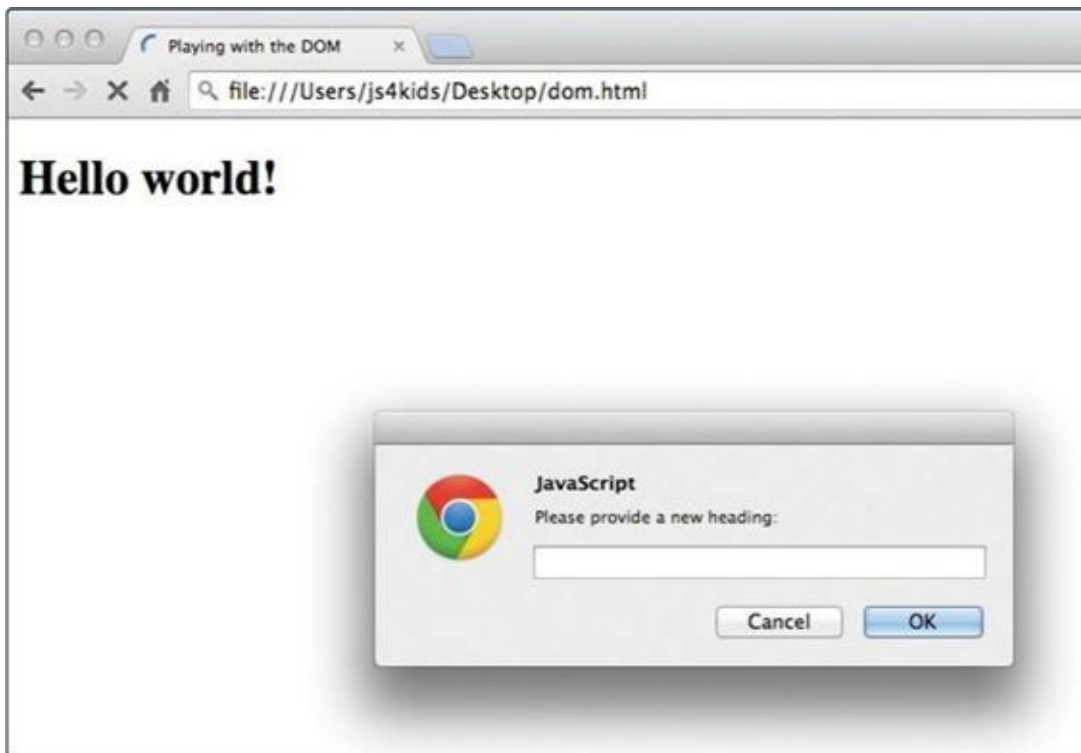 Playing with the DOM
file:///Users/js4kids/Desktop/dom.html
Hello world!
JavaScript
Please provide a new heading:
Cancel OK